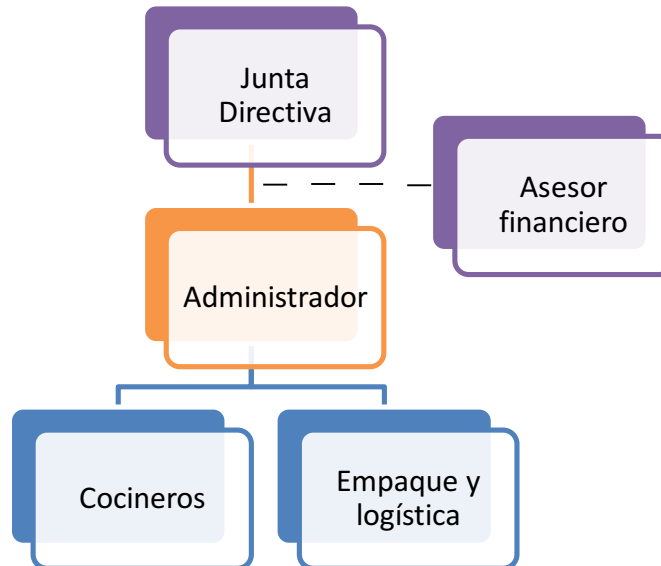 Junta
Directiva
Asesor
financiero
Administrador
Cocineros
Empaque y
logística